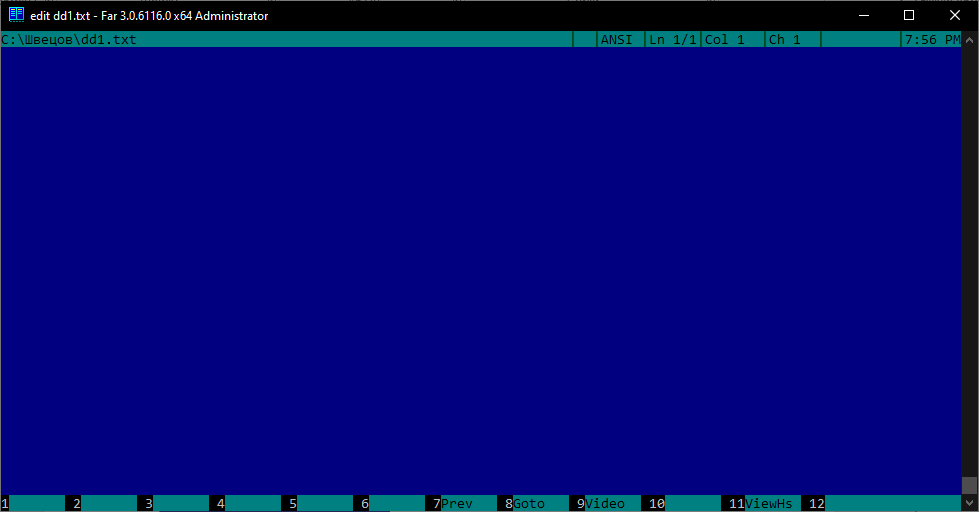 edit dd1.txt - Far 3.0.6116.0 x64 Administrator
C:\Швецов\dd1.txt ANSI Ln 1/1 Col 1 Ch 1 7:56 PM
1 2 3 4 5 6 7Prev 8Goto 9Video 10 11ViewHs 12